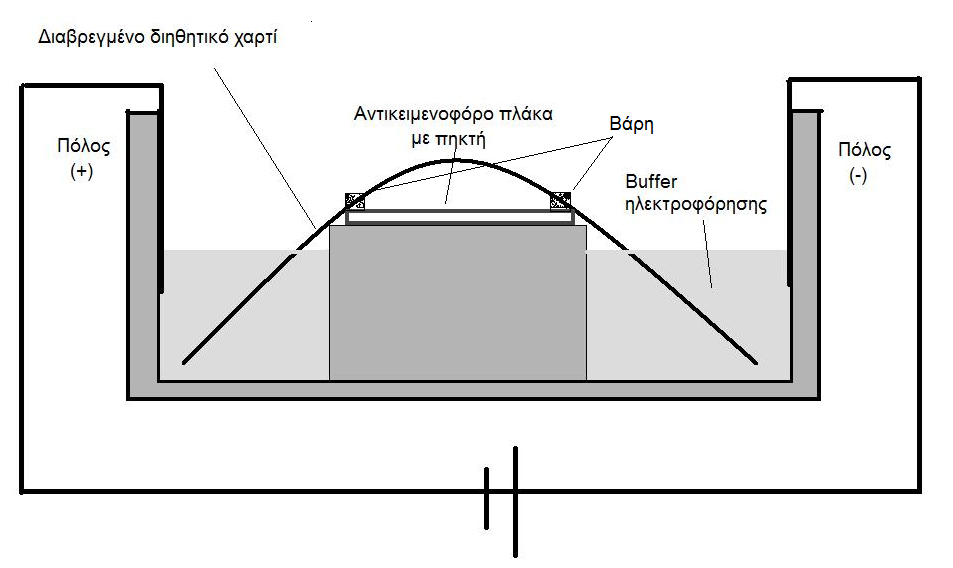 Διαβρεγμένο διηθητικό χαρτί
Αντικειμενοφόρο πλάκα
με πηκτή
Βάρη
Πόλος
(+)
Πόλος
(-)
Buffer
ηλεκτροφόρησης